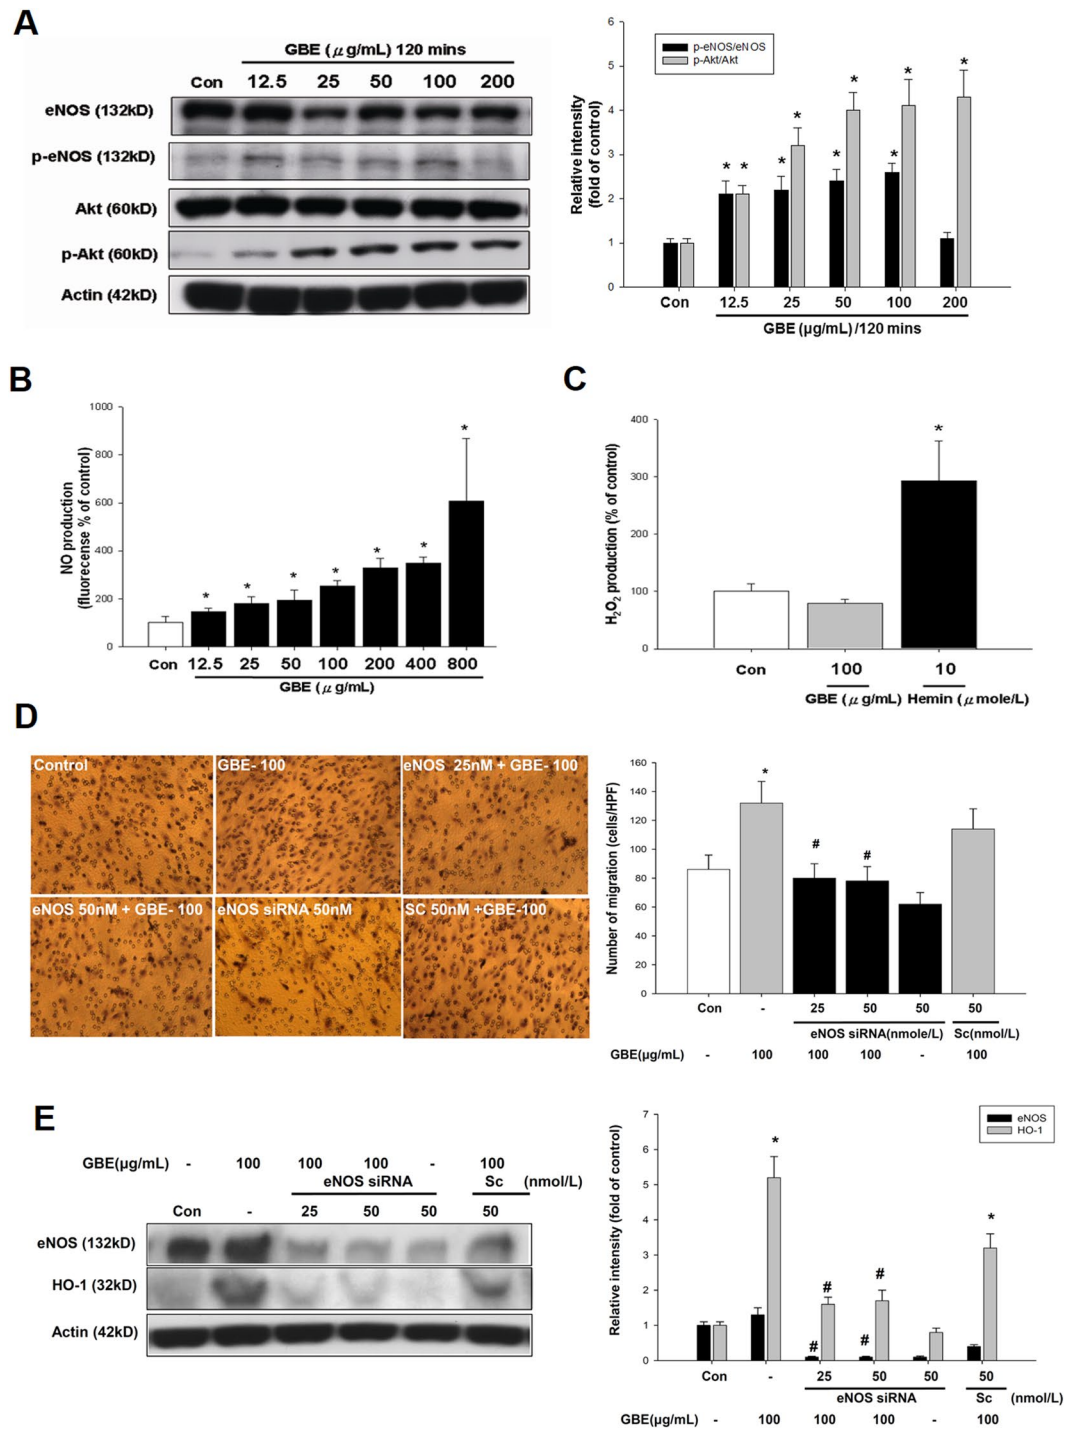 A
GBE (μg/mL) 120 mins
Con 12.5 25 50 100 200
eNOS (132kD)
p-eNOS (132kD)
Akt (60kD)
p-Akt (60kD)
Actin (42kD)
6
5
4
3
2
1
0
Relative intensity
(fold of control)
p-eNOS/eNOS
p-Akt/Akt
* * * * * * * * *
Con 12.5 25 50 100 200
GBE (μg/mL) /120 mins
B
1000
800
600
400
200
0
NO production
(fluorecense % of control)
* * * * * * *
Con 12.5 25 50 100 200 400 800
GBE (μg/mL)
C
400
300
200
100
0
H2O2 production (% of control)
*
Con 100 10
GBE (μg/mL) Hemin (μmole/L)
D
Control
GBE- 100
eNOS 25nM + GBE- 100
eNOS 50nM + GBE- 100
eNOS siRNA 50nM
SC 50nM +GBE-100
160
140
120
100
80
60
40
20
0
Number of migration (cells/HPF)
* # #
Con - 25 50 50 50
eNOS siRNA(nmole/L) Sc(nmol/L)
GBE(μg/mL) - 100 100 100 - 100
E
GBE(μg/mL) - 100 100 100 - 100
eNOS siRNA Sc (nmol/L)
Con - 25 50 50 50
eNOS (132kD)
HO-1 (32kD)
Actin (42kD)
7
6
5
4
3
2
1
0
Relative intensity (fold of control)
eNOS
HO-1
* # # # # *
Con - 25 50 50 50
eNOS siRNA Sc (nmol/L)
GBE(μg/mL) - 100 100 100 - 100